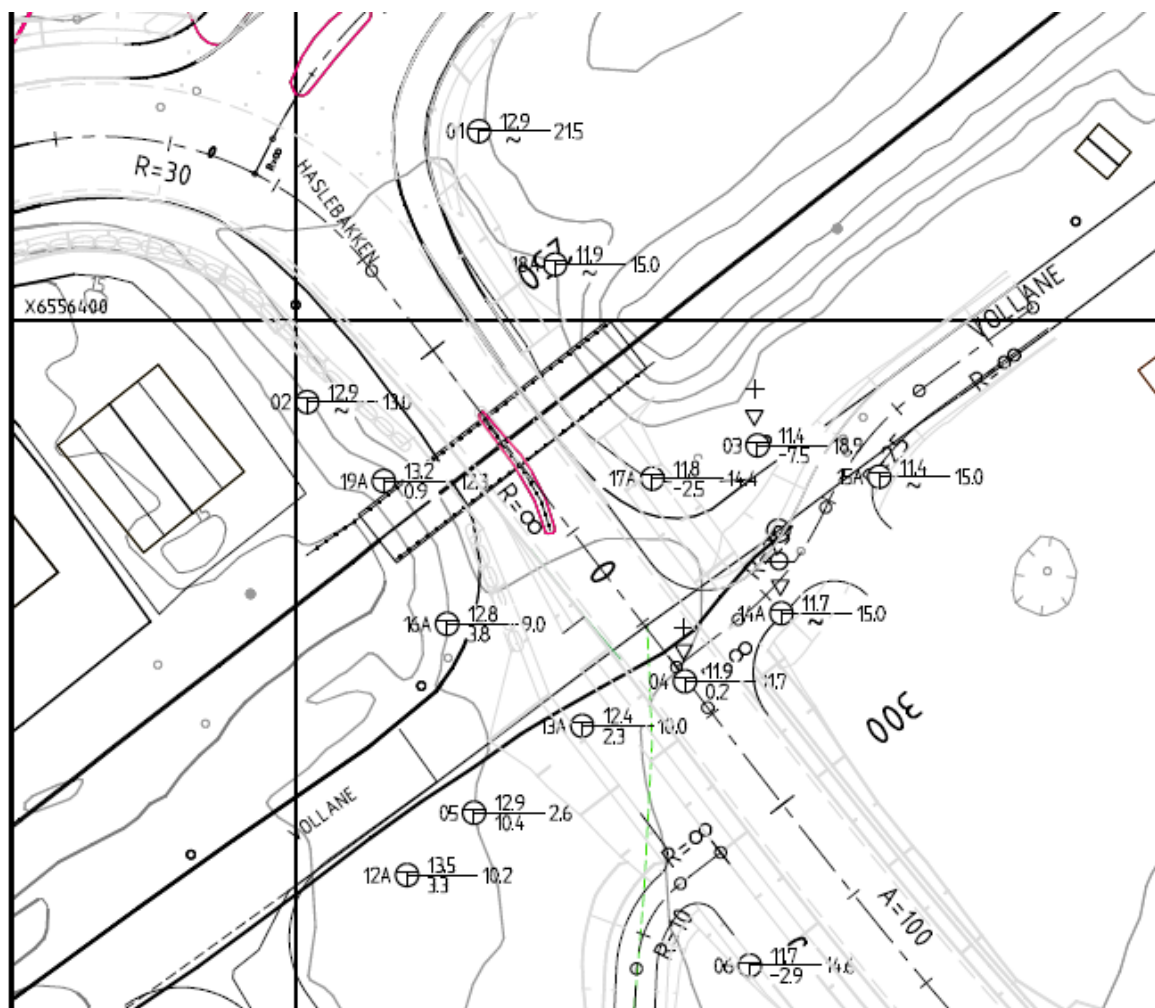 01 12.9 ~ 21.5
R=30
R=∞
HASLEBAKKEN
18A 11.9 ~ 15.0
X6556400
VOLLANE
R=∞
02 12.9 ~ 13.0
03 11.4 -7.5 18.9
17A 11.8 -2.5 14.4
15A 11.4 ~ 15.0
19A 13.2 0.9 12.3
R=∞
14A 11.7 ~ 15.0
16A 12.8 3.8 9.0
04 11.9 0.2 11.7
13A 12.4 2.3 10.0
300
VOLLANE
05 12.9 10.4 2.6
R=∞
12A 13.5 3.3 10.2
A=100
R=10
06 11.7 -2.9 14.6